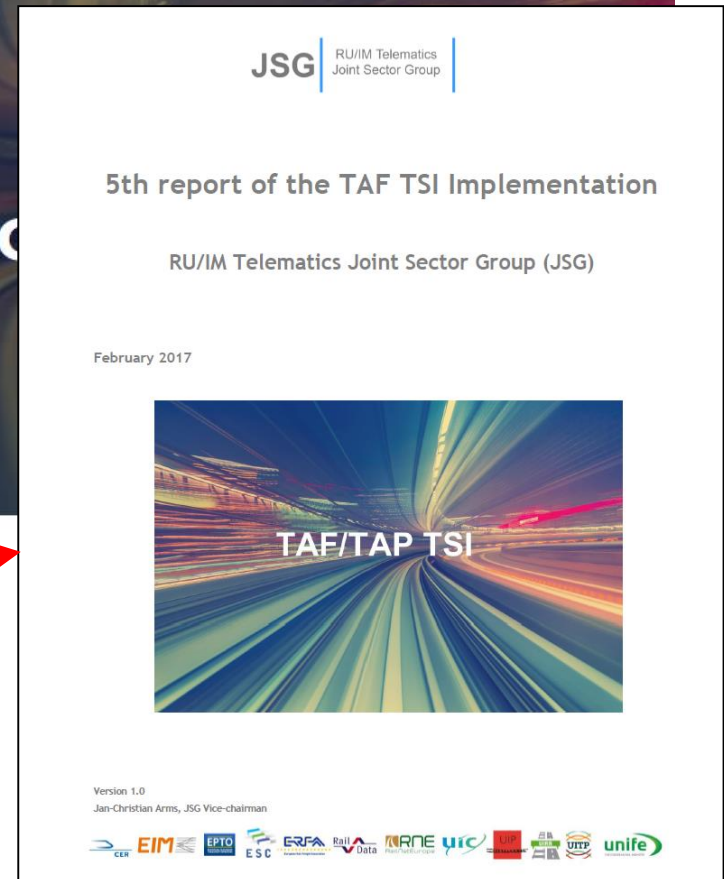 JSG
RU/IM Telematics
Joint Sector Group
5th report of the TAF TSI Implementation
RU/IM Telematics Joint Sector Group (JSG)
February 2017
TAF/TAP TSI
Version 1.0
Jan-Christian Arms, JSG Vice-chairman
CER EIM EPTO ESC ERFA Rail Data RNE RailNetEurope UIC UIP UITP unife